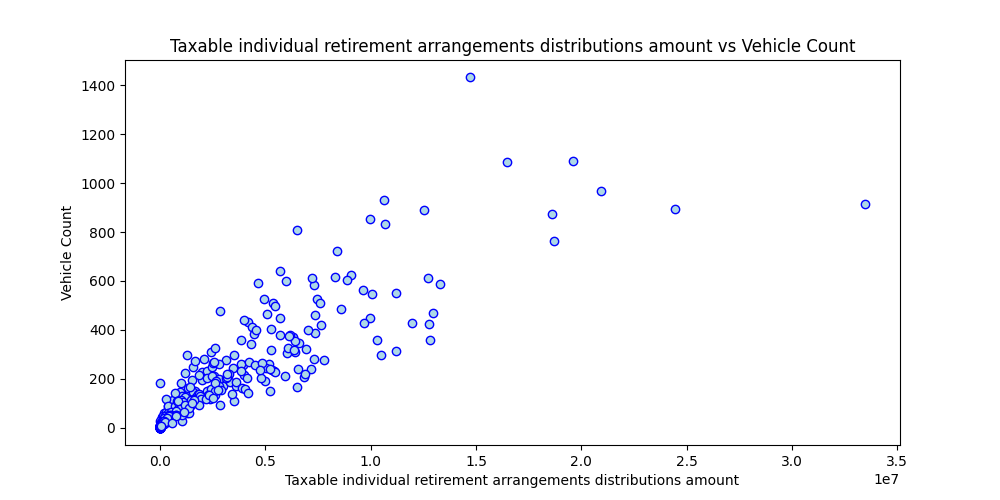 Taxable individual retirement arrangements distributions amount vs Vehicle Count
1400
1200
1000
800
600
400
200
0
Vehicle Count
0.0 0.5 1.0 1.5 2.0 2.5 3.0 3.5
1e7
Taxable individual retirement arrangements distributions amount